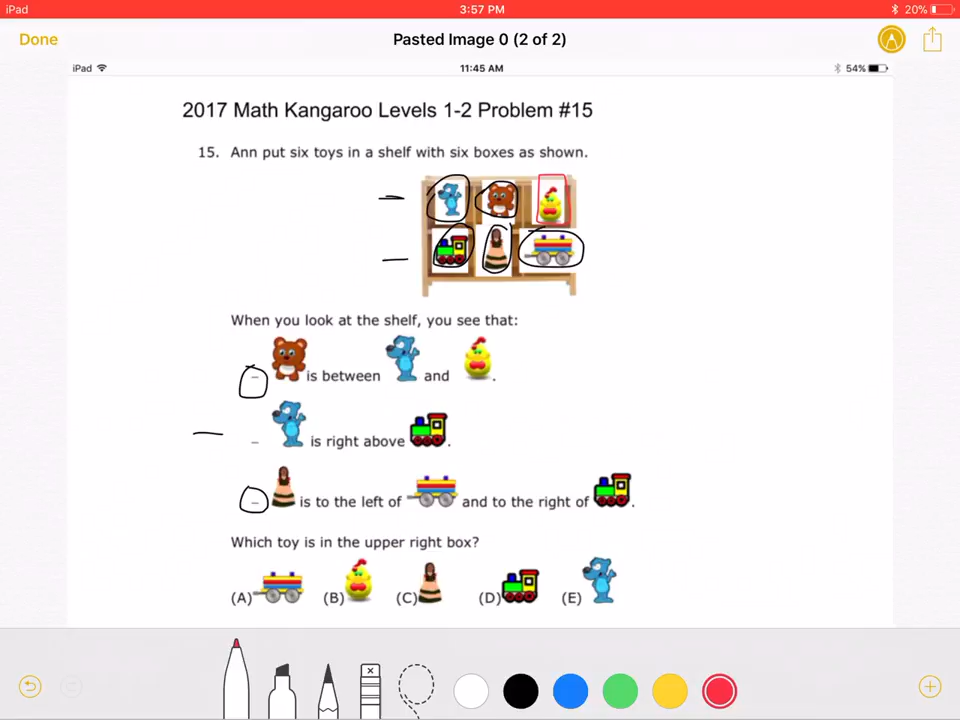 iPad 3:57 PM 20%
Done Pasted Image 0 (2 of 2)
iPad 11:45 AM 54%
2017 Math Kangaroo Levels 1-2 Problem #15
15. Ann put six toys in a shelf with six boxes as shown.
When you look at the shelf, you see that:
– is between and .
– is right above .
– is to the left of and to the right of .
Which toy is in the upper right box?
(A) (B) (C) (D) (E)